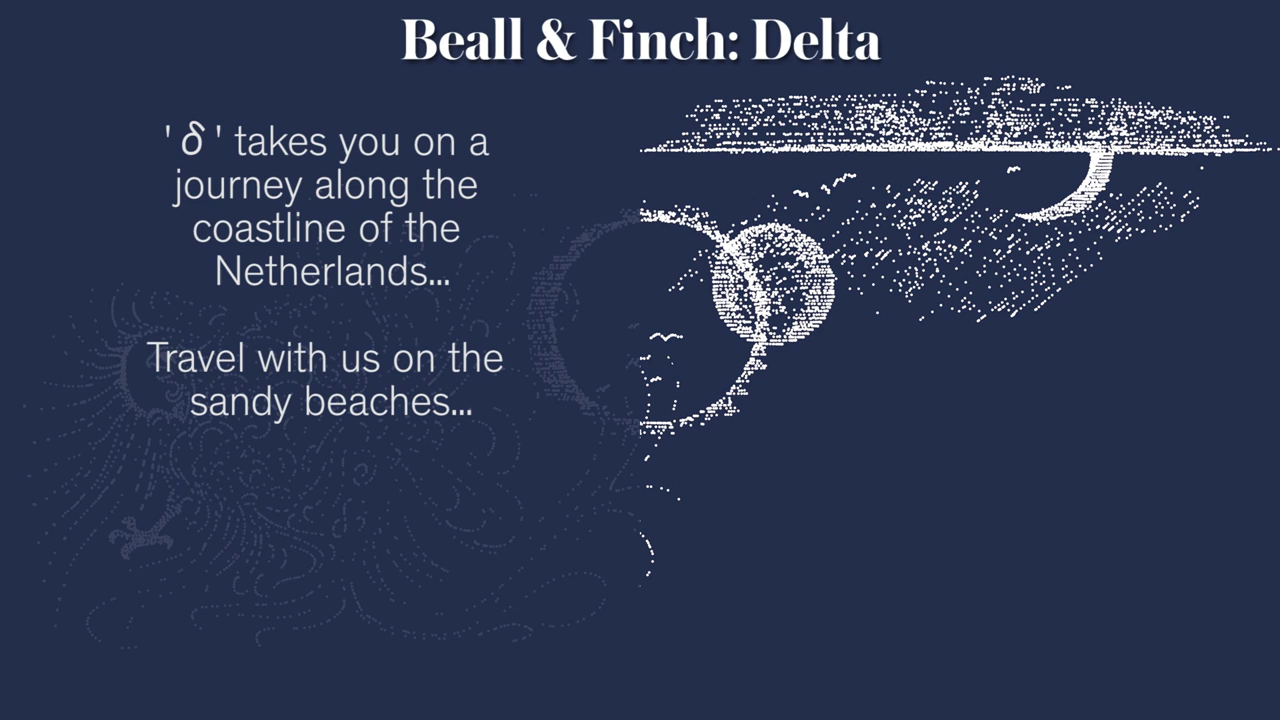 Beall & Finch: Delta
' δ ' takes you on a
journey along the
coastline of the
Netherlands...
Travel with us on the
sandy beaches...